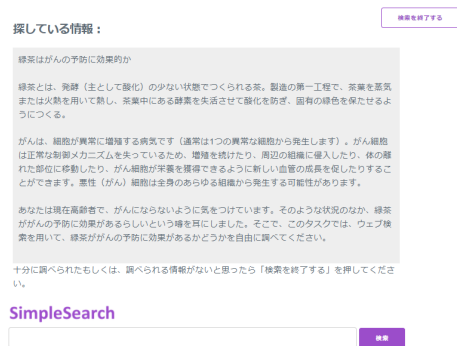 検索を終了する
探している情報：
緑茶はがんの予防に効果的か
緑茶とは、発酵（主として酸化）の少ない状態でつくられる茶。製造の第一工程で、茶葉を蒸気
または火熱を用いて熱し、茶葉中にある酵素を失活させて酸化を防ぎ、固有の緑色を保たせるよ
うにつくる。
がんは、細胞が異常に増殖する病気です（通常は1つの異常な細胞から発生します）。がん細胞
は正常な制御メカニズムを失っているため、増殖を続けたり、周辺の組織に侵入したり、体の離
れた部位に移動したり、がん細胞が栄養を獲得できるように新しい血管の成長を促したりするこ
とができます。悪性（がん）細胞は全身のあらゆる組織から発生する可能性があります。
あなたは現在高齢者で、がんにならないように気をつけています。そのような状況のなか、緑茶
ががんの予防に効果があるらしいという噂を耳にしました。そこで、このタスクでは、ウェブ検
索を用いて、緑茶ががんの予防に効果があるかどうかを自由に調べてください。
十分に調べられたもしくは、調べられる情報がないと思ったら「検索を終了する」を押してくださ
い。
SimpleSearch
検索